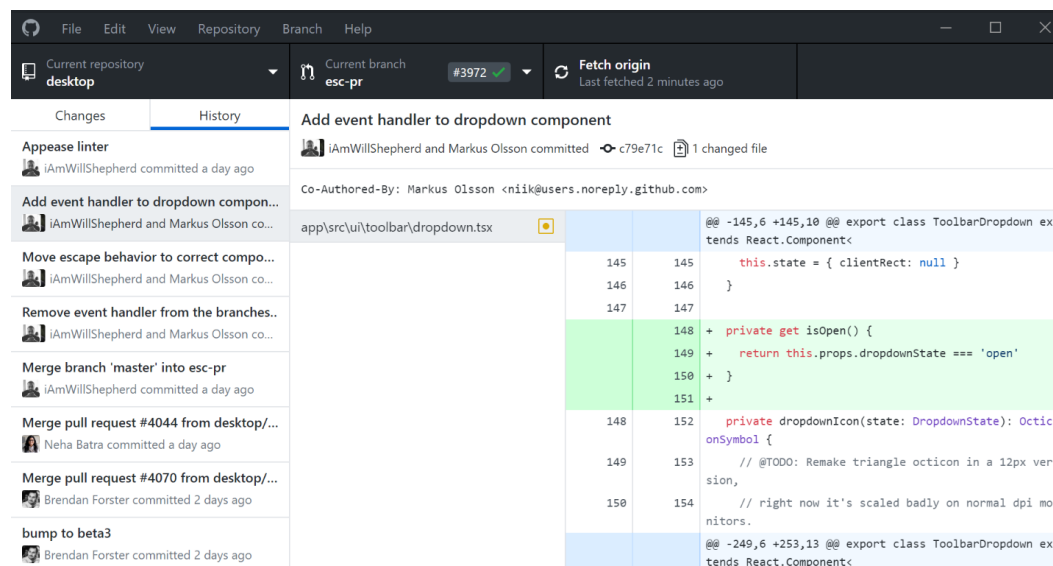 File Edit View Repository Branch Help
Current repository
desktop
Current branch
esc-pr
#3972
Fetch origin
Last fetched 2 minutes ago
Changes History
Appease linter
iAmWillShepherd committed a day ago
Add event handler to dropdown compon...
iAmWillShepherd and Markus Olsson co...
Move escape behavior to correct compo...
iAmWillShepherd and Markus Olsson co...
Remove event handler from the branches..
iAmWillShepherd and Markus Olsson co...
Merge branch 'master' into esc-pr
iAmWillShepherd committed a day ago
Merge pull request #4044 from desktop/...
Neha Batra committed a day ago
Merge pull request #4070 from desktop/...
Brendan Forster committed 2 days ago
bump to beta3
Brendan Forster committed 2 days ago
Add event handler to dropdown component
iAmWillShepherd and Markus Olsson committed c79e71c 1 changed file
Co-Authored-By: Markus Olsson <niik@users.noreply.github.com>
app\src\ui\toolbar\dropdown.tsx
@@ -145,6 +145,10 @@ export class ToolbarDropdown ex
tends React.Component<
145 145 this.state = { clientRect: null }
146 146 }
147 147
148 + private get isOpen() {
149 + return this.props.dropdownState === 'open'
150 + }
151 +
148 152 private dropdownIcon(state: DropdownState): Octic
onSymbol {
149 153 // @TODO: Remake triangle octicon in a 12px ver
sion,
150 154 // right now it's scaled badly on normal dpi mo
nitors.
@@ -249,6 +253,13 @@ export class ToolbarDropdown ex
tends React.Component<